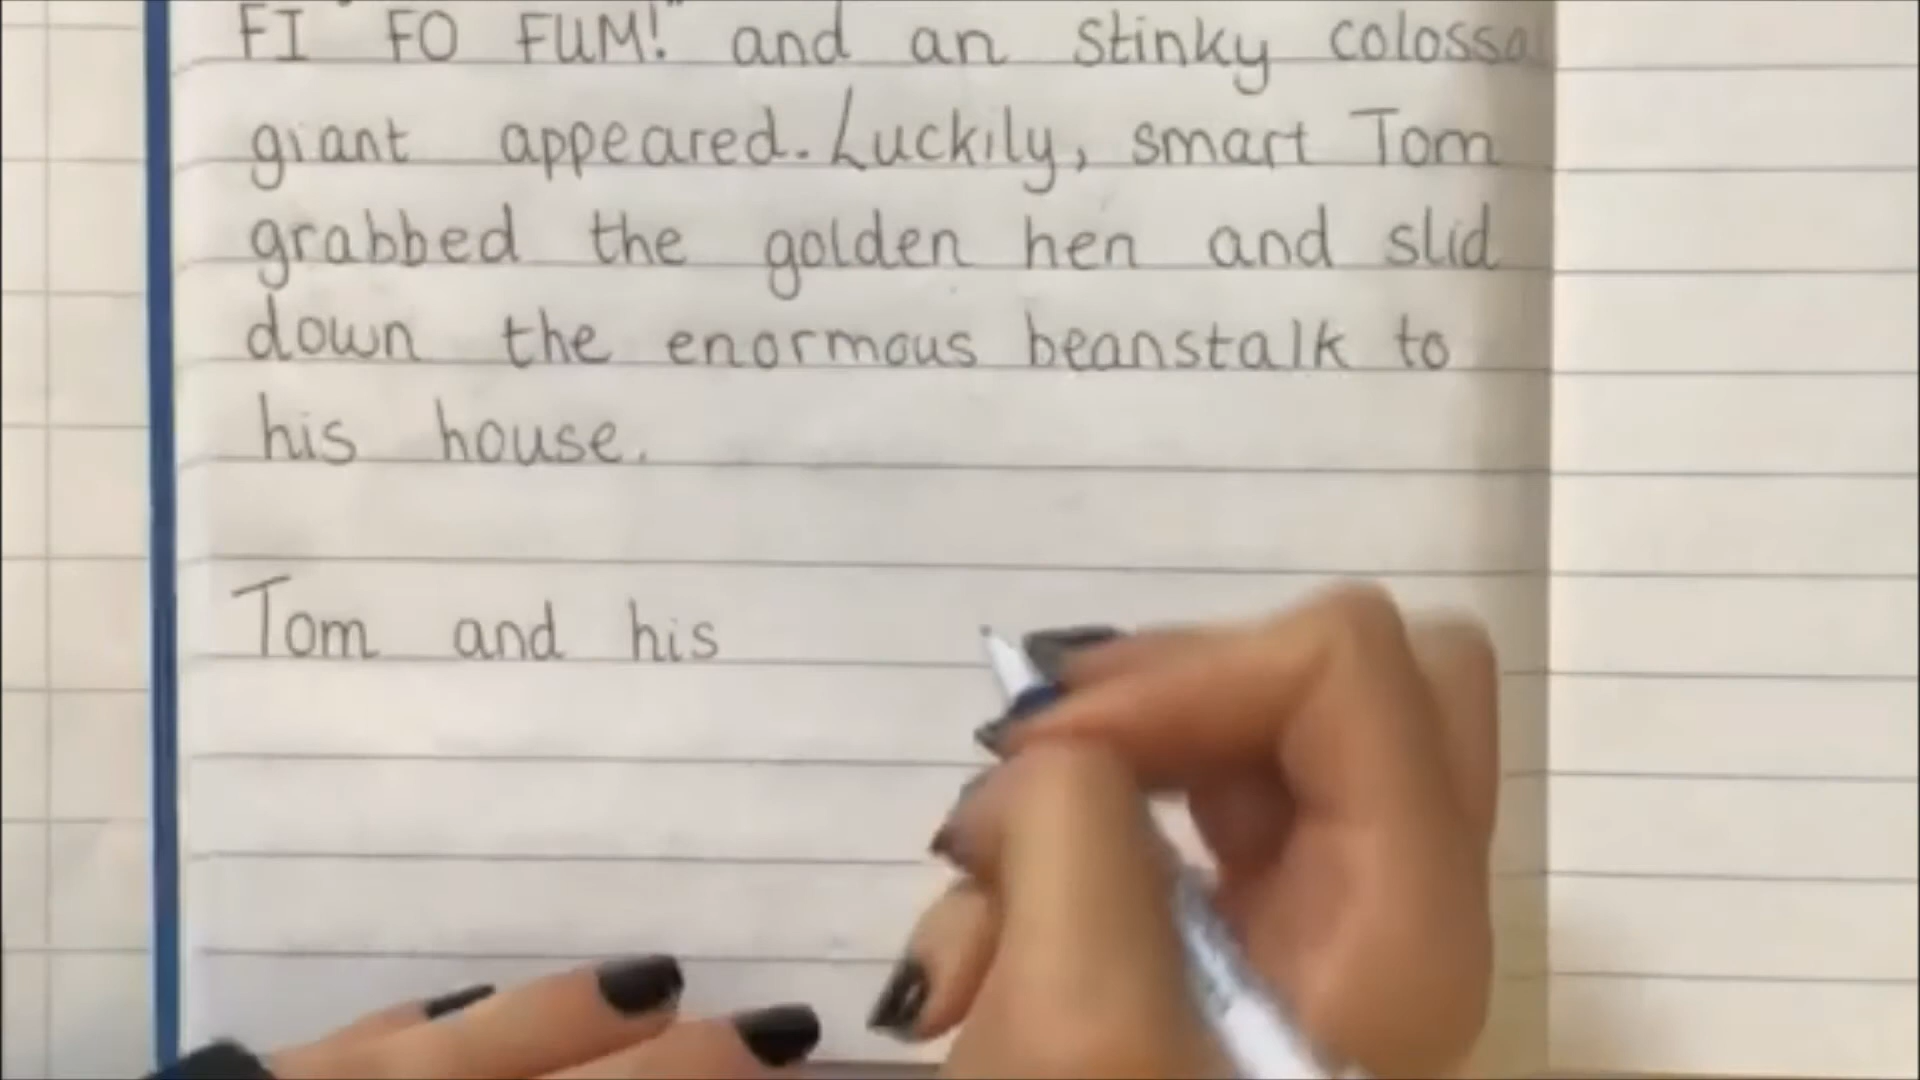 FI FO FUM!" and an stinky colossal
giant appeared. Luckily, smart Tom
grabbed the golden hen and slid
down the enormous beanstalk to
his house.
Tom and his